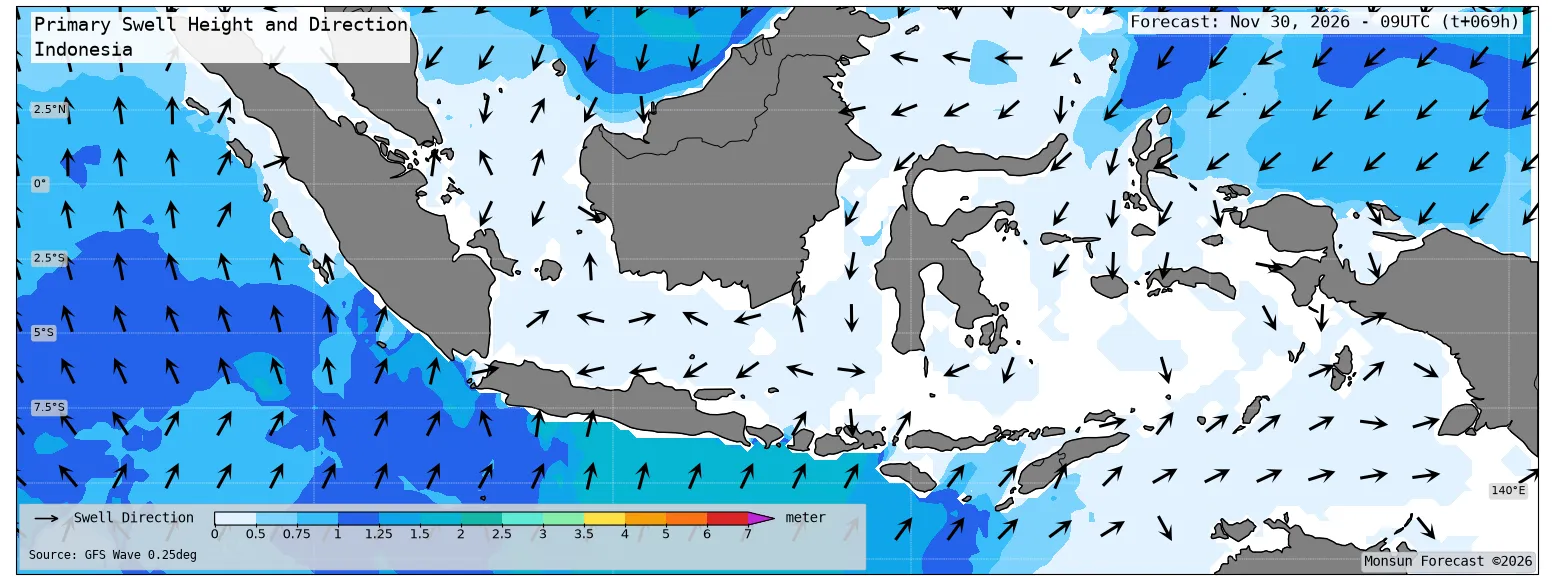 Primary Swell Height and Direction
Indonesia
Forecast: Nov 30, 2026 - 09UTC (t+069h)
2.5°N
0°
2.5°S
5°S
7.5°S
140°E
Swell Direction
0 0.5 0.75 1 1.25 1.5 2 2.5 3 3.5 4 5 6 7
meter
Source: GFS Wave 0.25deg
Monsun Forecast ©2026